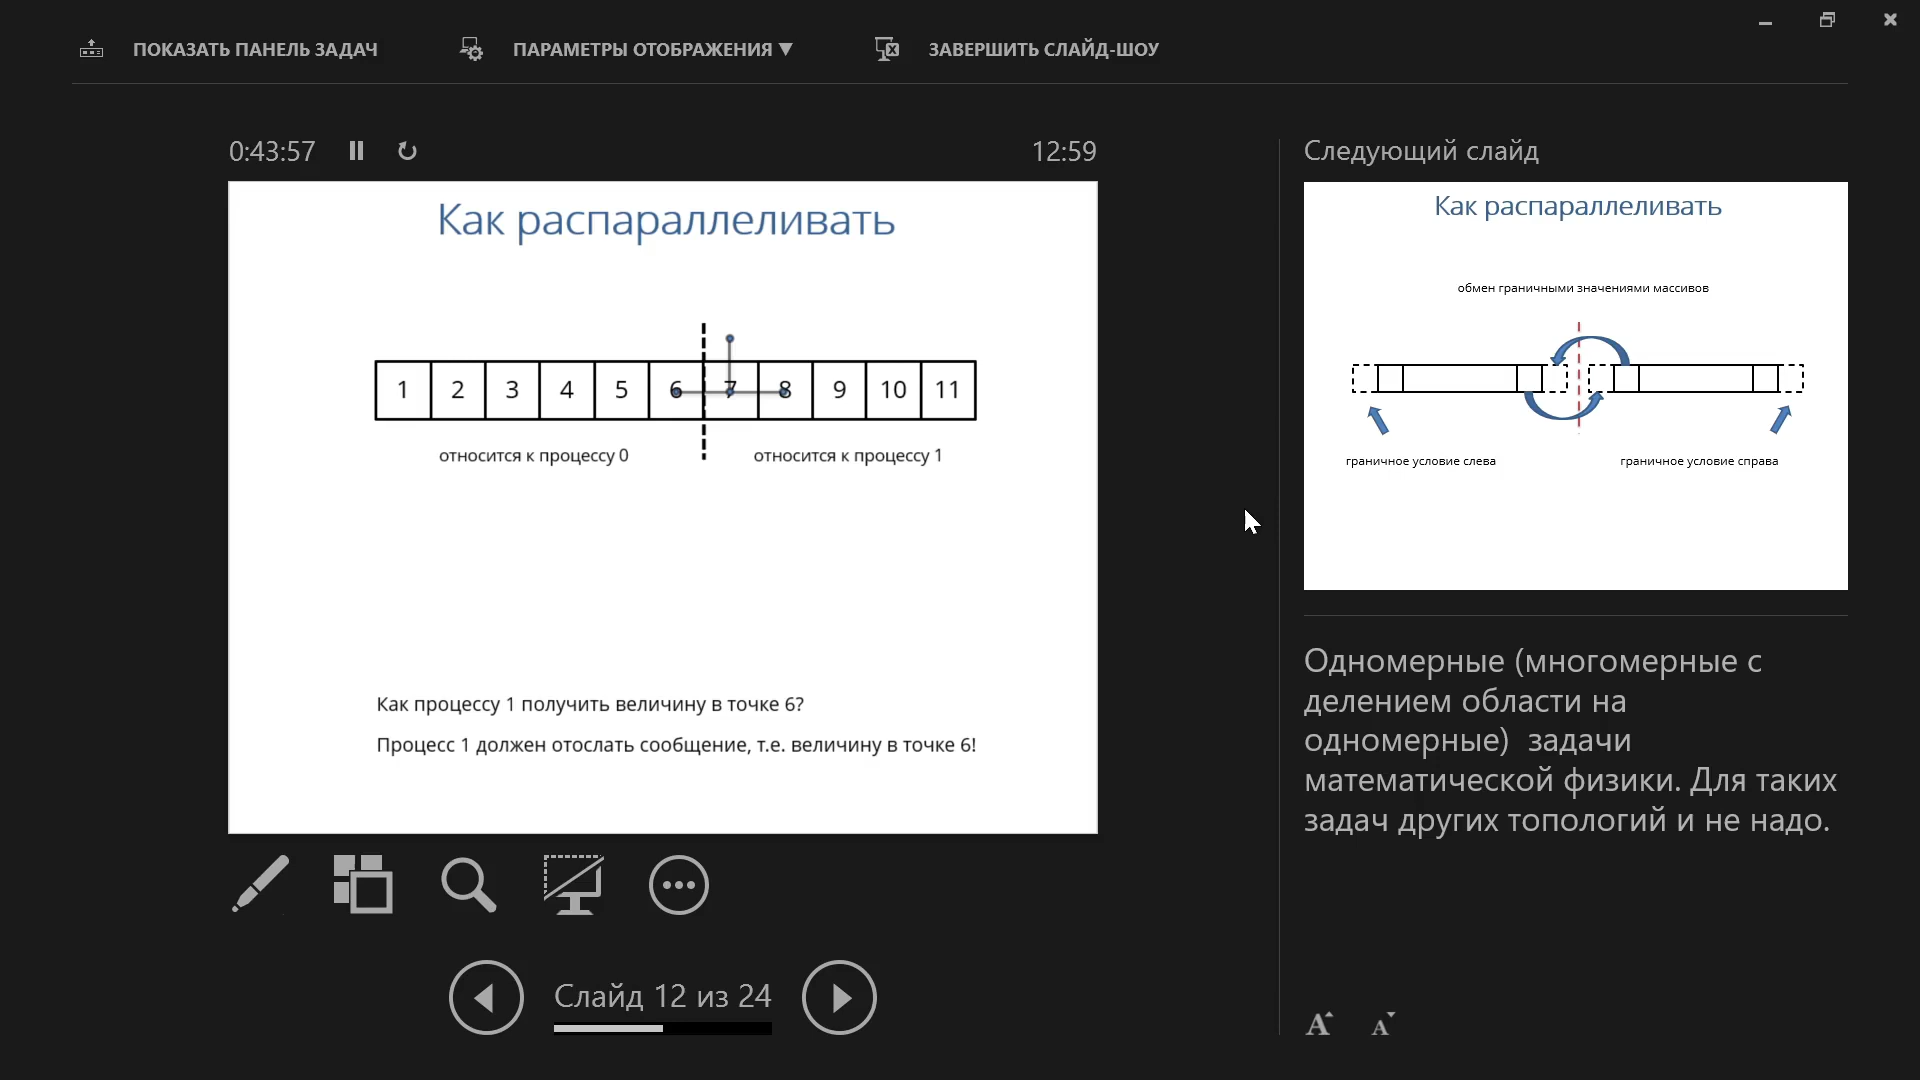 ПОКАЗАТЬ ПАНЕЛЬ ЗАДАЧ
ПАРАМЕТРЫ ОТОБРАЖЕНИЯ ▼
ЗАВЕРШИТЬ СЛАЙД-ШОУ
0:43:57
12:59
Как распараллеливать
1 2 3 4 5 6 7 8 9 10 11
относится к процессу 0
относится к процессу 1
Как процессу 1 получить величину в точке 6?
Процесс 1 должен отослать сообщение, т.е. величину в точке 6!
Слайд 12 из 24
Следующий слайд
Как распараллеливать
обмен граничными значениями массивов
граничное условие слева
граничное условие справа
Одномерные (многомерные с
делением области на
одномерные) задачи
математической физики. Для таких
задач других топологий и не надо.
A A